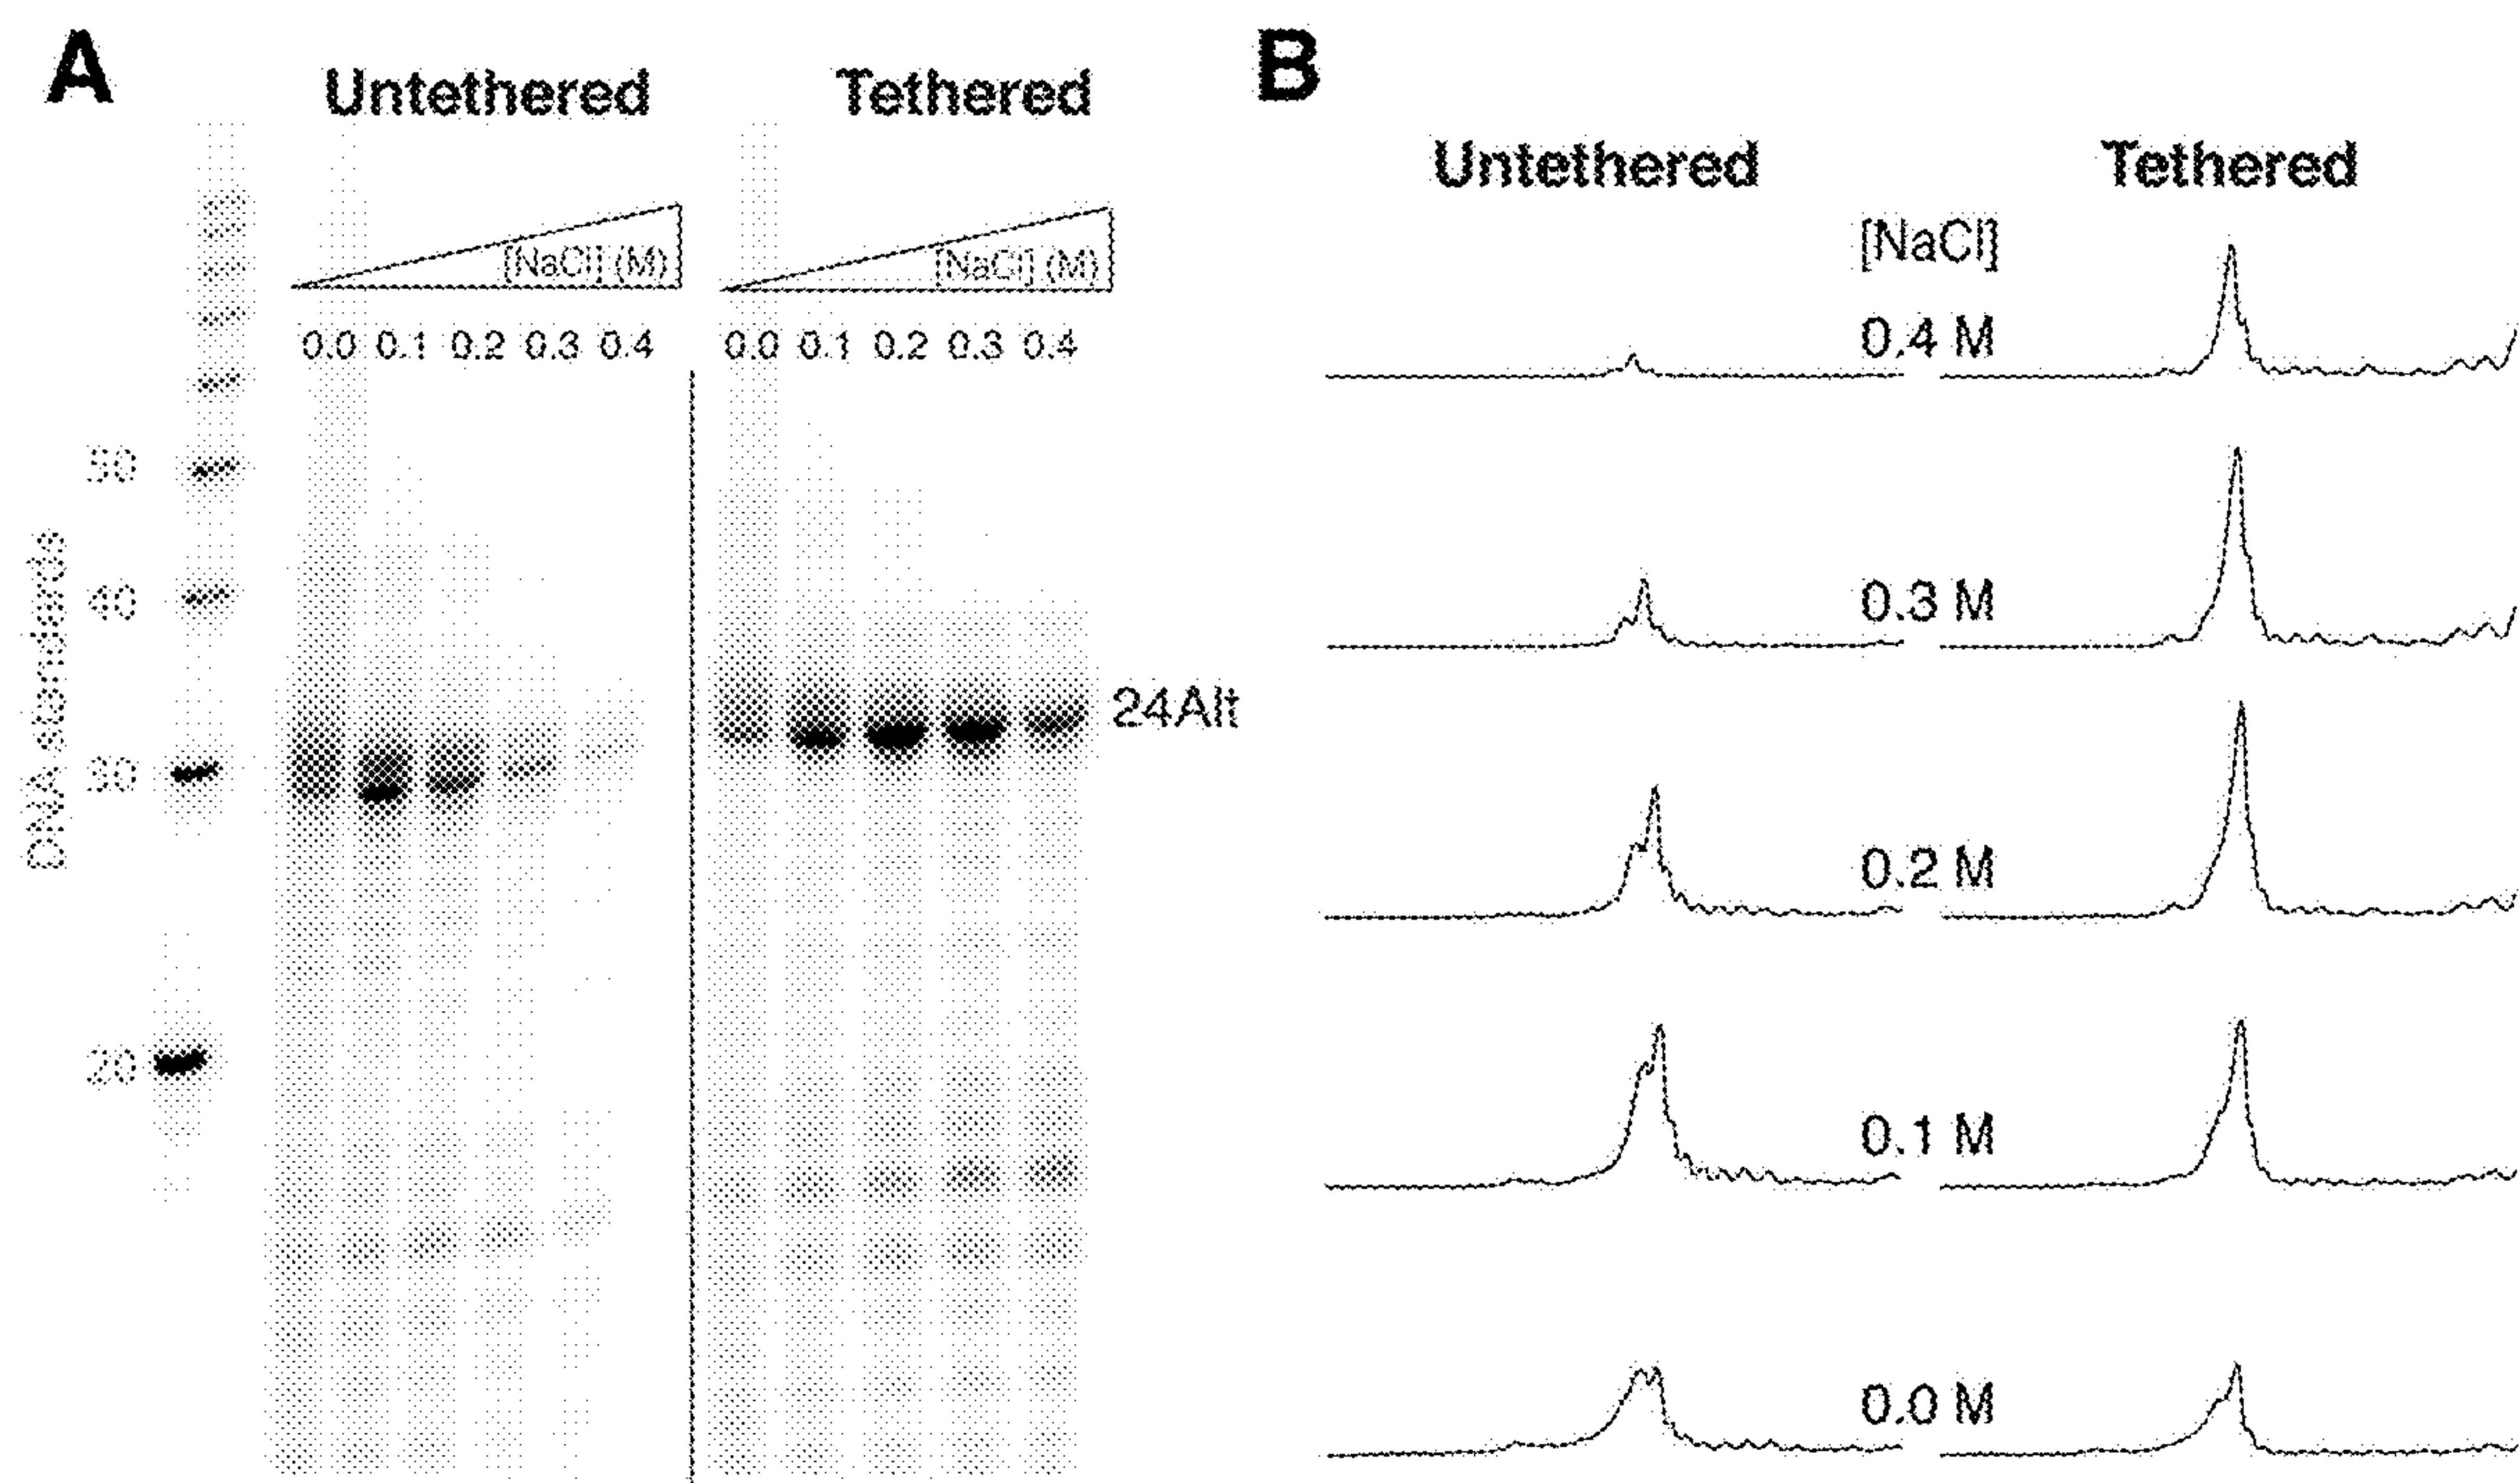 A
Untethered Tethered
[NaCl] (M) [NaCl] (M)
0.0 0.1 0.2 0.3 0.4 0.0 0.1 0.2 0.3 0.4
DNA standards
50
40
30
20
24Alt
B
Untethered Tethered
[NaCl]
0.4 M
0.3 M
0.2 M
0.1 M
0.0 M